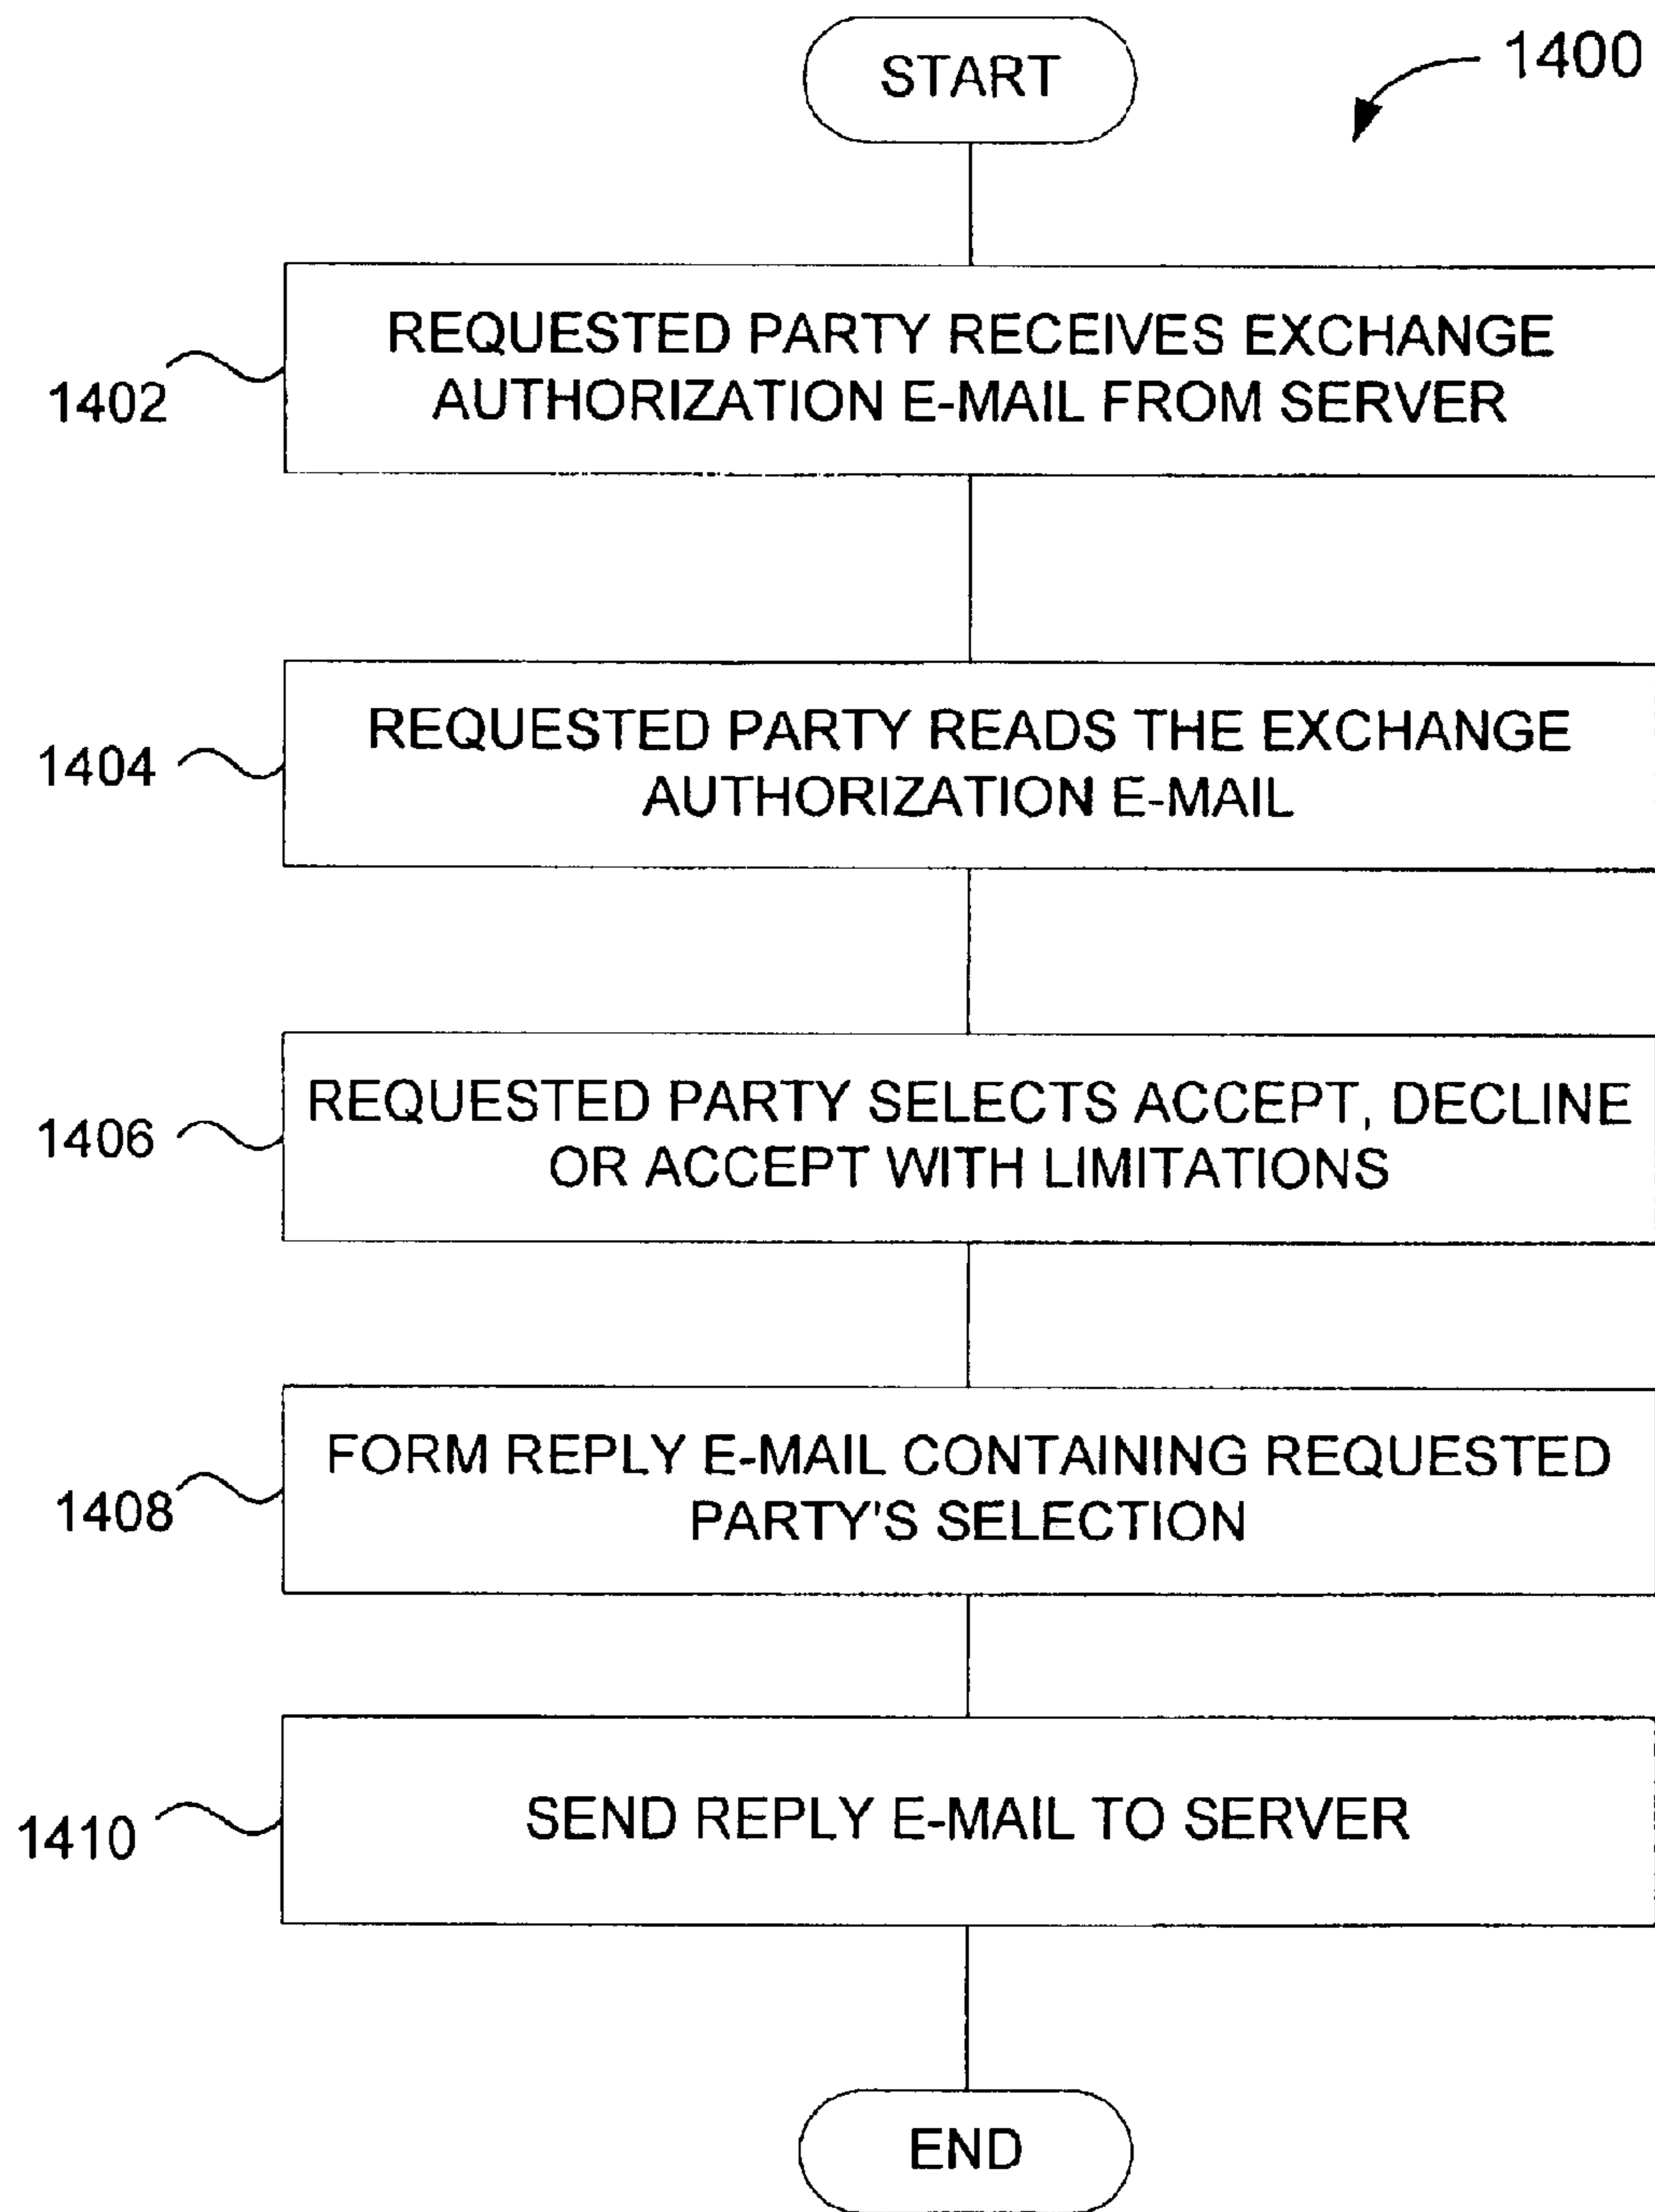 START
1400
REQUESTED PARTY RECEIVES EXCHANGE
AUTHORIZATION E-MAIL FROM SERVER
1402
REQUESTED PARTY READS THE EXCHANGE
AUTHORIZATION E-MAIL
1404
REQUESTED PARTY SELECTS ACCEPT, DECLINE
OR ACCEPT WITH LIMITATIONS
1406
FORM REPLY E-MAIL CONTAINING REQUESTED
PARTY'S SELECTION
1408
SEND REPLY E-MAIL TO SERVER
1410
END